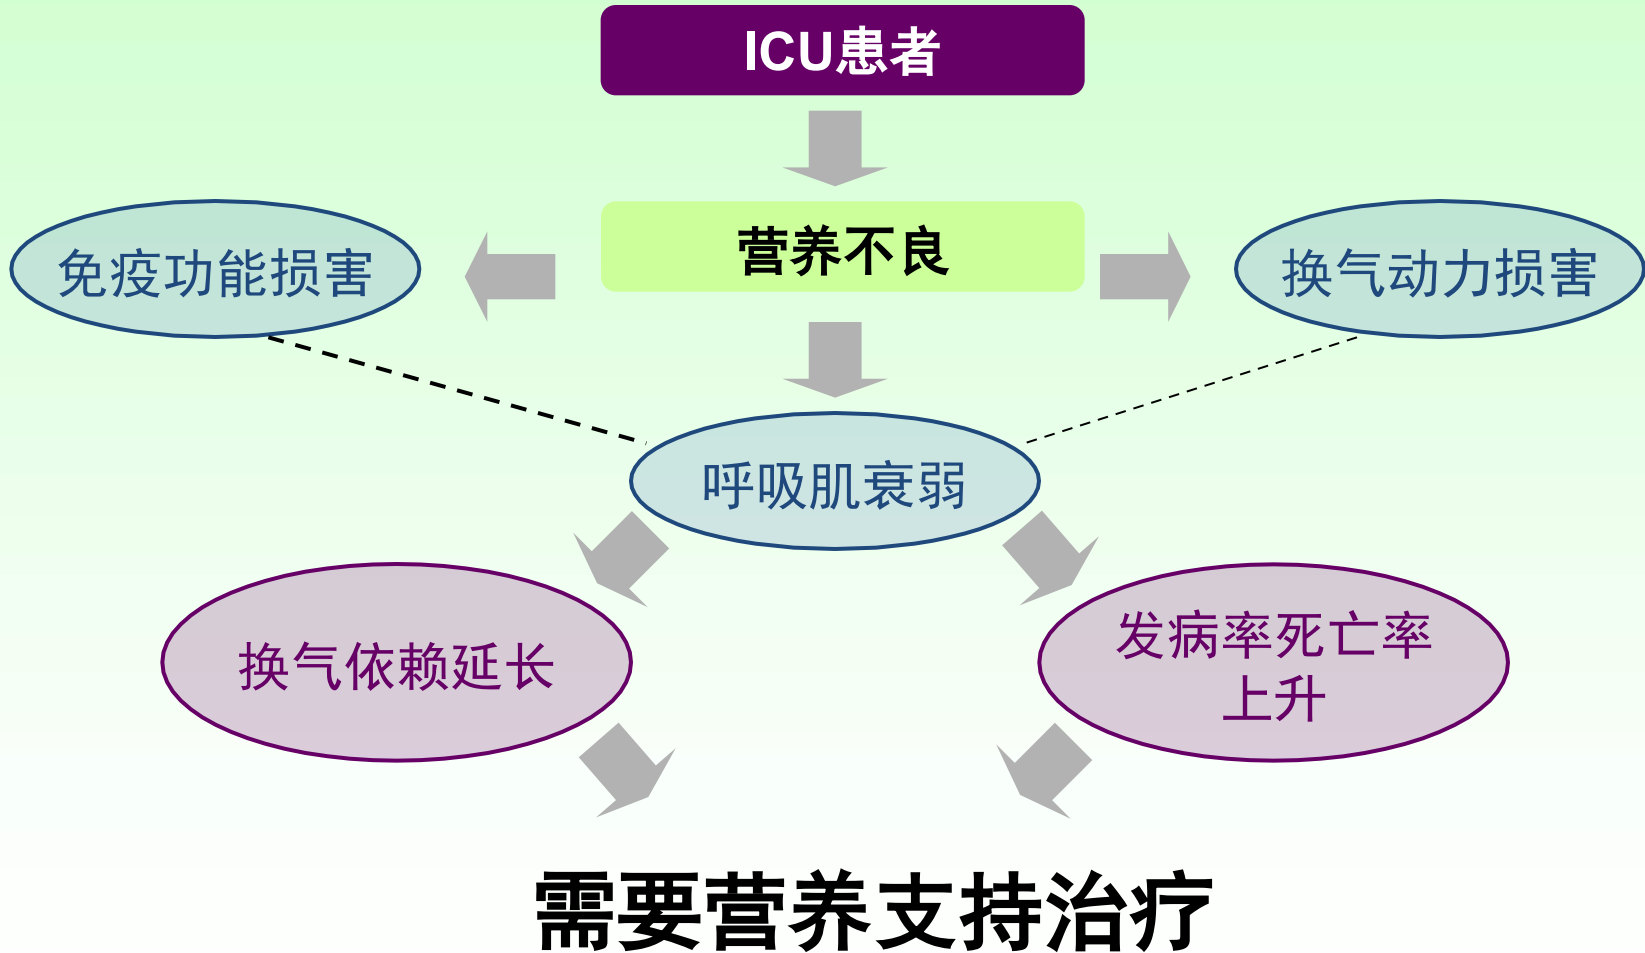 ICU患者
营养不良
免疫功能损害
换气动力损害
呼吸肌衰弱
换气依赖延长
发病率死亡率
上升
需要营养支持治疗